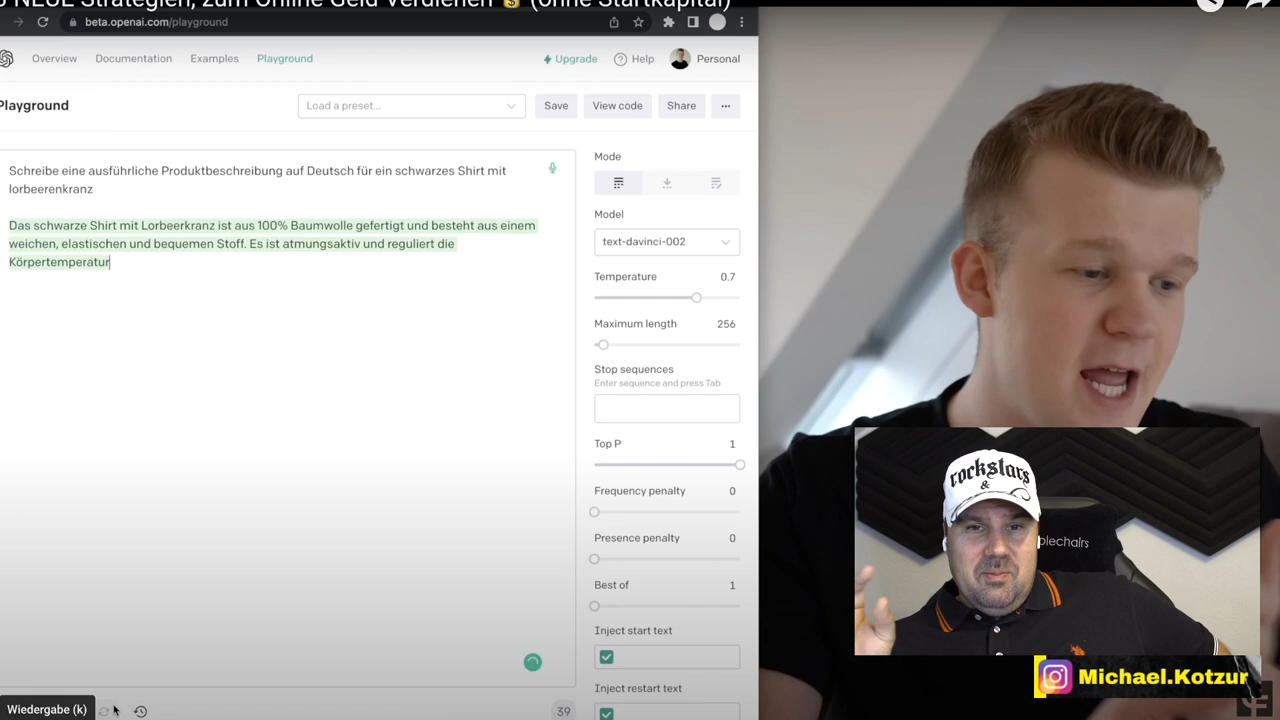 3 NEUE Strategien, zum Online Geld Verdienen 💰 (ohne Startkapital)
beta.openai.com/playground
Overview Documentation Examples Playground Upgrade Help Personal
Playground
Load a preset... Save View code Share ...
Schreibe eine ausführliche Produktbeschreibung auf Deutsch für ein schwarzes Shirt mit
lorbeerenkranz
Das schwarze Shirt mit Lorbeerkranz ist aus 100% Baumwolle gefertigt und besteht aus einem
weichen, elastischen und bequemen Stoff. Es ist atmungsaktiv und reguliert die
Körpertemperatur
Mode
Model
text-davinci-002
Temperature 0.7
Maximum length 256
Stop sequences
Enter sequence and press Tab
Top P 1
Frequency penalty 0
Presence penalty 0
Best of 1
Inject start text
Inject restart text
Wiedergabe (k)
39
rockstars
&
plechairs
Michael.Kotzur